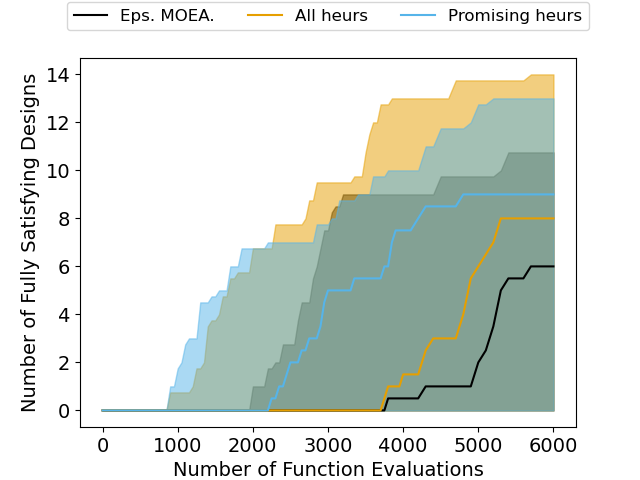 Eps. MOEA. All heurs Promising heurs
14
12
10
8
6
4
2
0
Number of Fully Satisfying Designs
0 1000 2000 3000 4000 5000 6000
Number of Function Evaluations